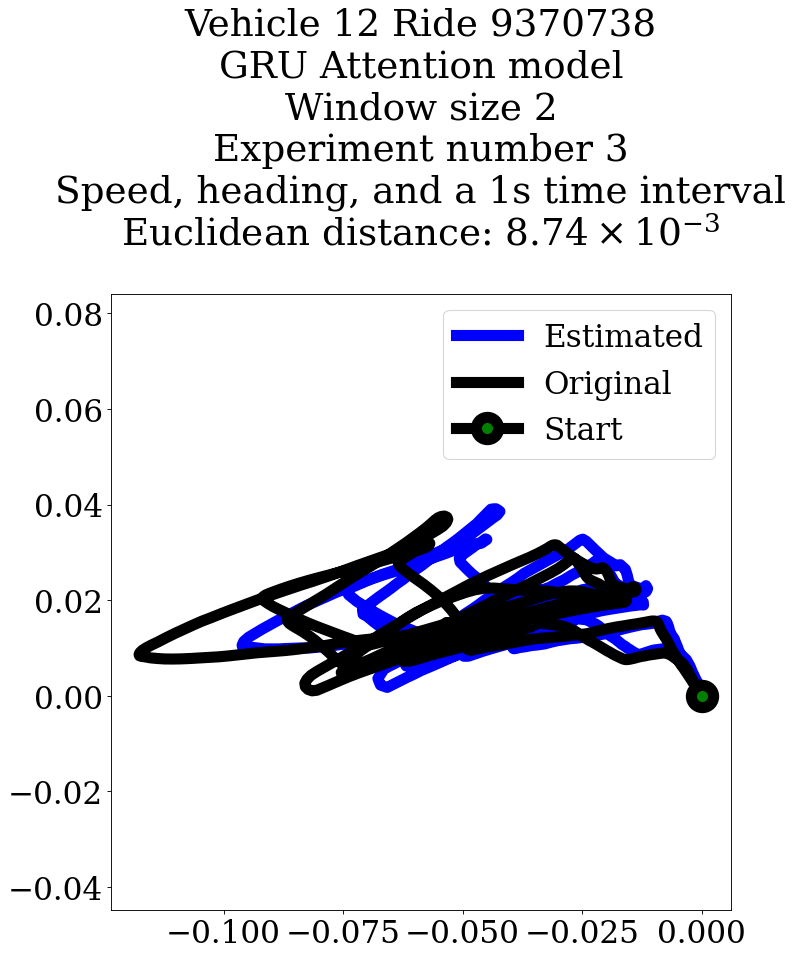 Vehicle 12 Ride 9370738
GRU Attention model
Window size 2
Experiment number 3
Speed, heading, and a 1s time interval
Euclidean distance: 8.74 × 10⁻³
0.08
0.06
0.04
0.02
0.00
−0.02
−0.04
Estimated
Original
Start
−0.100 −0.075 −0.050 −0.025 0.000